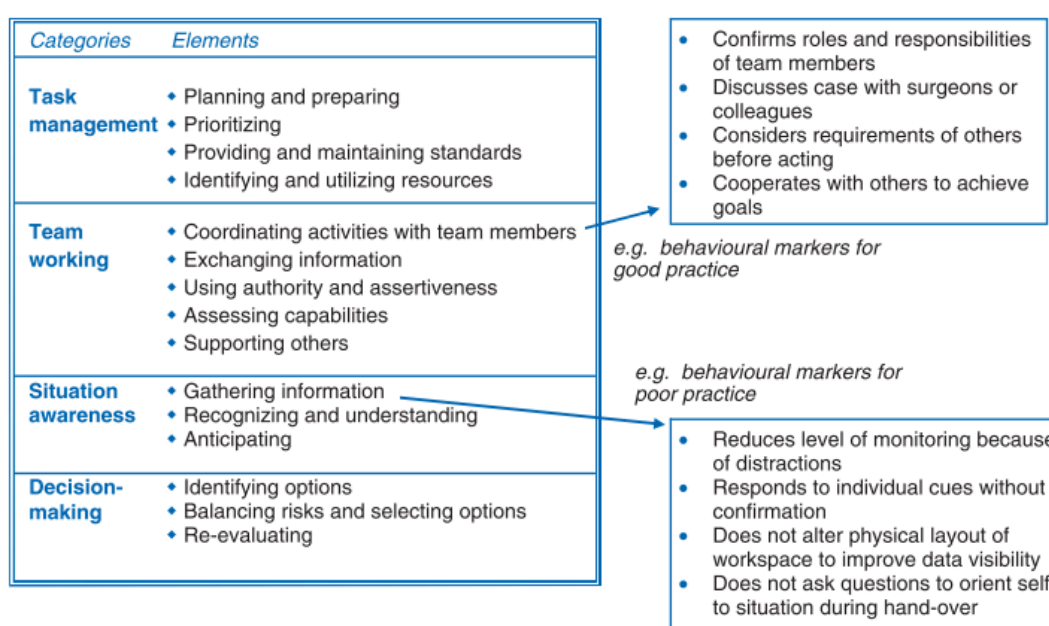 Categories Elements
Task
management
◆ Planning and preparing
◆ Prioritizing
◆ Providing and maintaining standards
◆ Identifying and utilizing resources
Team
working
◆ Coordinating activities with team members
◆ Exchanging information
◆ Using authority and assertiveness
◆ Assessing capabilities
◆ Supporting others
Situation
awareness
◆ Gathering information
◆ Recognizing and understanding
◆ Anticipating
Decision-
making
◆ Identifying options
◆ Balancing risks and selecting options
◆ Re-evaluating
• Confirms roles and responsibilities
of team members
• Discusses case with surgeons or
colleagues
• Considers requirements of others
before acting
• Cooperates with others to achieve
goals
e.g. behavioural markers for
good practice
e.g. behavioural markers for
poor practice
• Reduces level of monitoring because
of distractions
• Responds to individual cues without
confirmation
• Does not alter physical layout of
workspace to improve data visibility
• Does not ask questions to orient self
to situation during hand-over